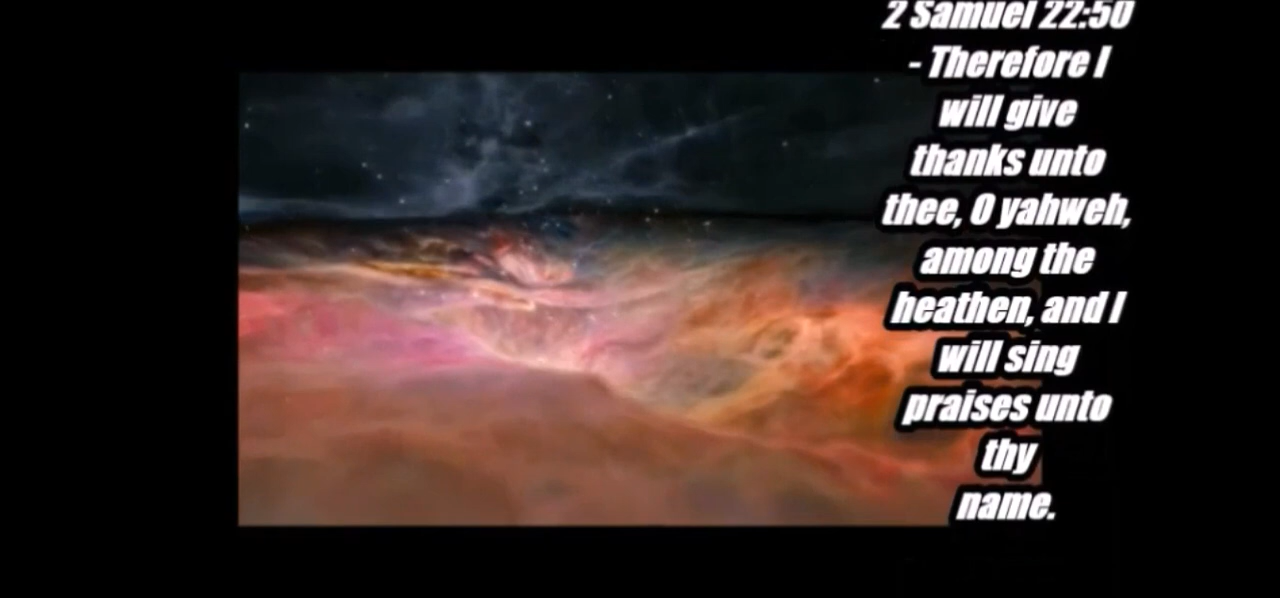 2 Samuel 22:50
- Therefore I
will give
thanks unto
thee, O yahweh,
among the
heathen, and I
will sing
praises unto
thy
name.